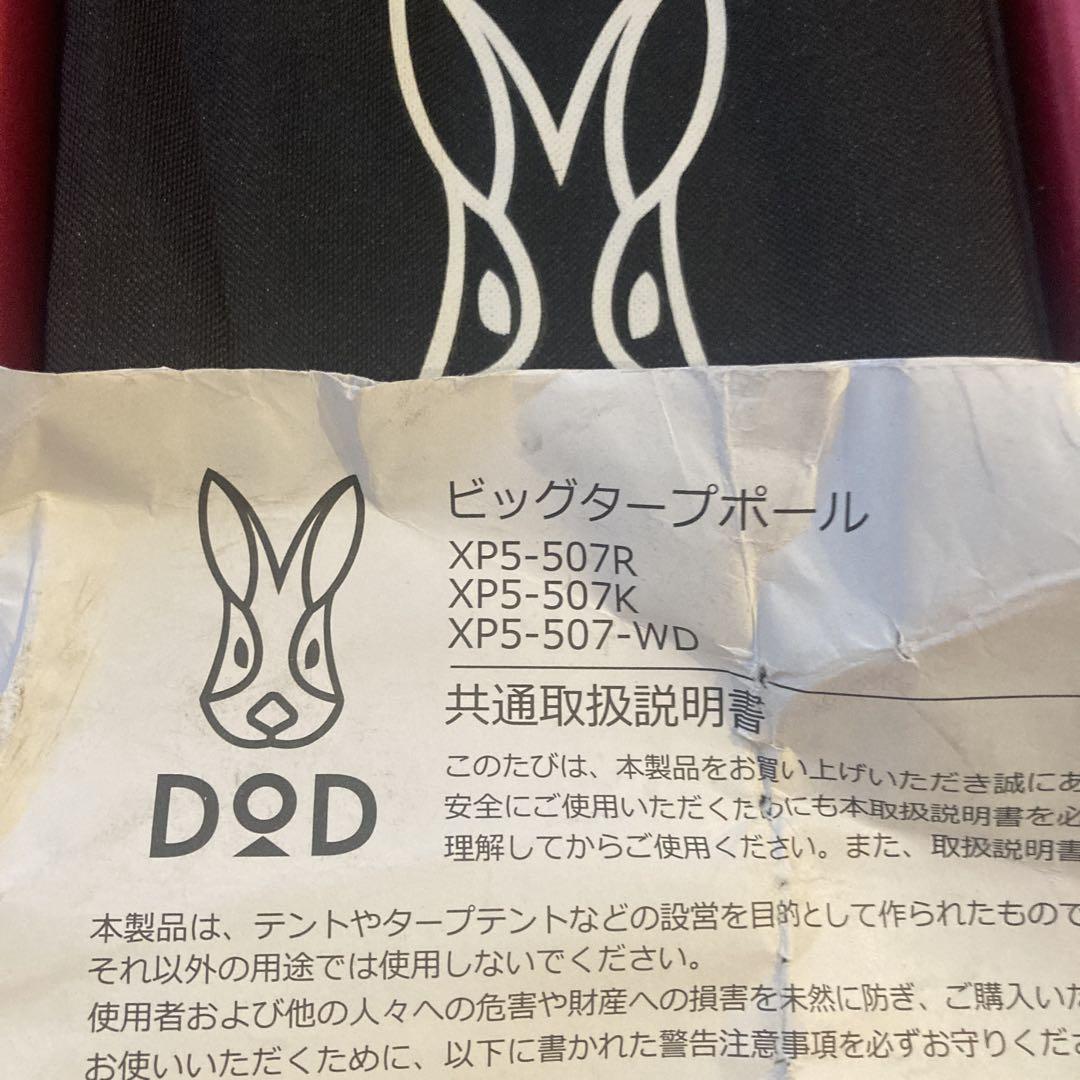 ビッグタープポール
XP5-507R
XP5-507K
XP5-507-WD
共通取扱説明書
DOD
このたびは、本製品をお買い上げいただき誠にあ
安全にご使用いただくためにも本取扱説明書を必
理解してからご使用ください。また、取扱説明書
本製品は、テントやタープテントなどの設営を目的として作られたもので
それ以外の用途では使用しないでください。
使用者および他の人々への危害や財産への損害を未然に防ぎ、ご購入いた
お使いいただくために、以下に書かれた警告注意事項を必ずお守りくださ